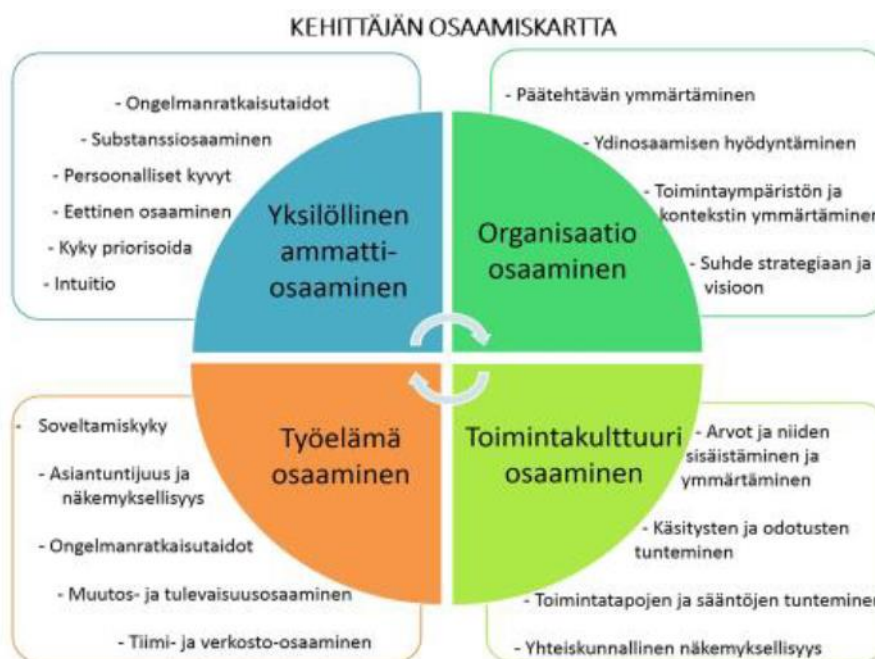 KEHITTÄJÄN OSAAMISKARTTA
- Ongelmanratkaisutaidot
- Substanssiosaaminen
- Persoonalliset kyvyt
- Eettinen osaaminen
- Kyky priorisoida
- Intuitio
Yksilöllinen
ammatti-
osaaminen
- Päätehtävän ymmärtäminen
- Ydinosaamisen hyödyntäminen
- Toimintaympäristön ja
kontekstin ymmärtäminen
- Suhde strategiaan ja
visioon
Organisaatio
osaaminen
- Soveltamiskyky
- Asiantuntijuus ja
näkemyksellisyys
- Ongelmanratkaisutaidot
- Muutos- ja tulevaisuusosaaminen
- Tiimi- ja verkosto-osaaminen
Työelämä
osaaminen
Toimintakulttuuri
osaaminen
- Arvot ja niiden
sisäistäminen ja
ymmärtäminen
- Käsitysten ja odotusten
tunteminen
- Toimintatapojen ja sääntöjen tunteminen
- Yhteiskunnallinen näkemyksellisyys